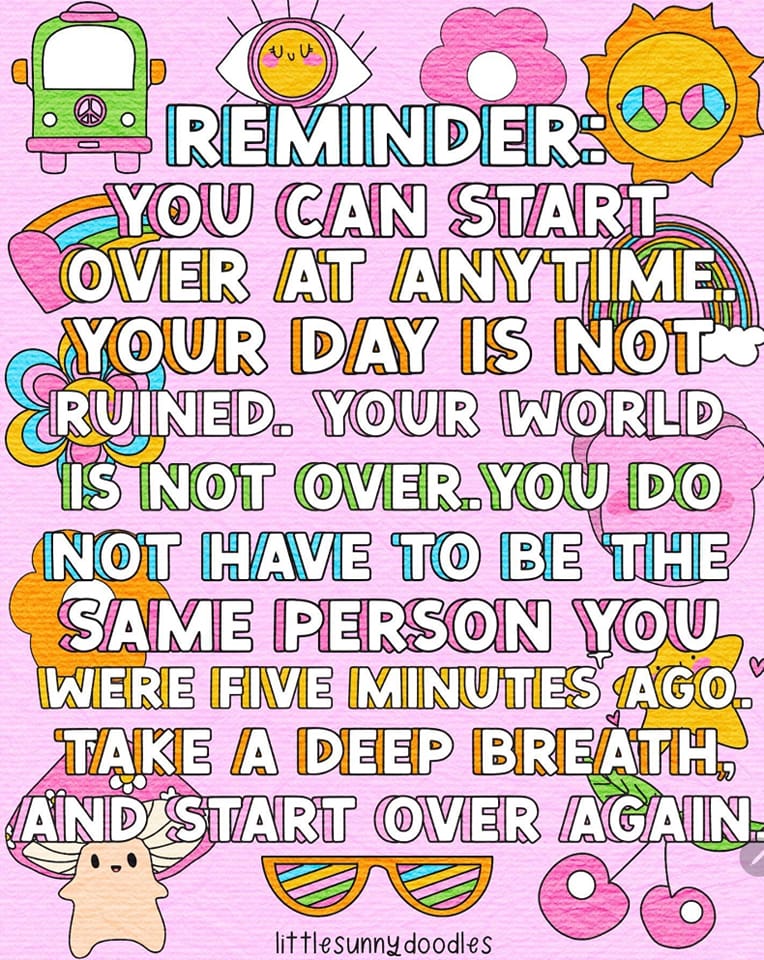 REMINDER:
YOU CAN START
OVER AT ANYTIME.
YOUR DAY IS NOT
RUINED. YOUR WORLD
IS NOT OVER.YOU DO
NOT HAVE TO BE THE
SAME PERSON YOU
WERE FIVE MINUTES AGO.
TAKE A DEEP BREATH,
AND START OVER AGAIN.
littlesunnydoodles